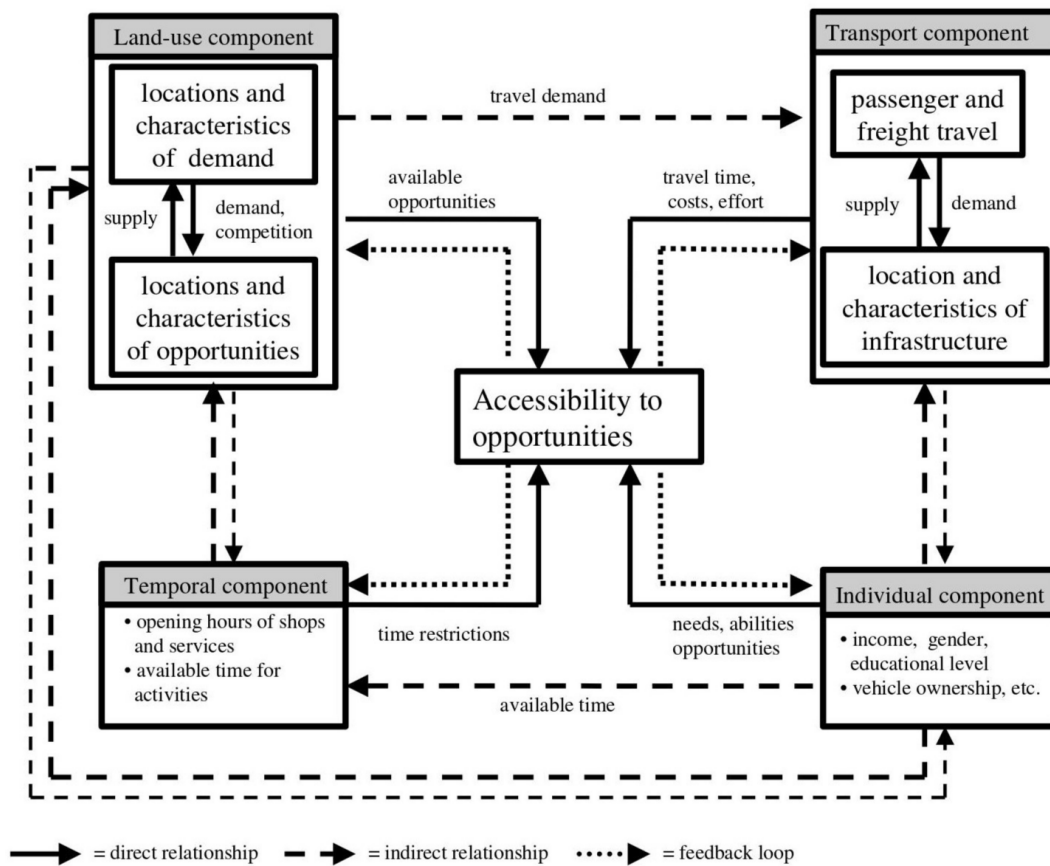 Land-use component
locations and
characteristics
of demand
supply
demand,
competition
locations and
characteristics
of opportunities
travel demand
Transport component
passenger and
freight travel
supply
demand
location and
characteristics of
infrastructure
available
opportunities
travel time,
costs, effort
Accessibility to
opportunities
Temporal component
• opening hours of shops
and services
• available time for
activities
time restrictions
needs, abilities
opportunities
available time
Individual component
• income, gender,
educational level
• vehicle ownership, etc.
= direct relationship
= indirect relationship
= feedback loop